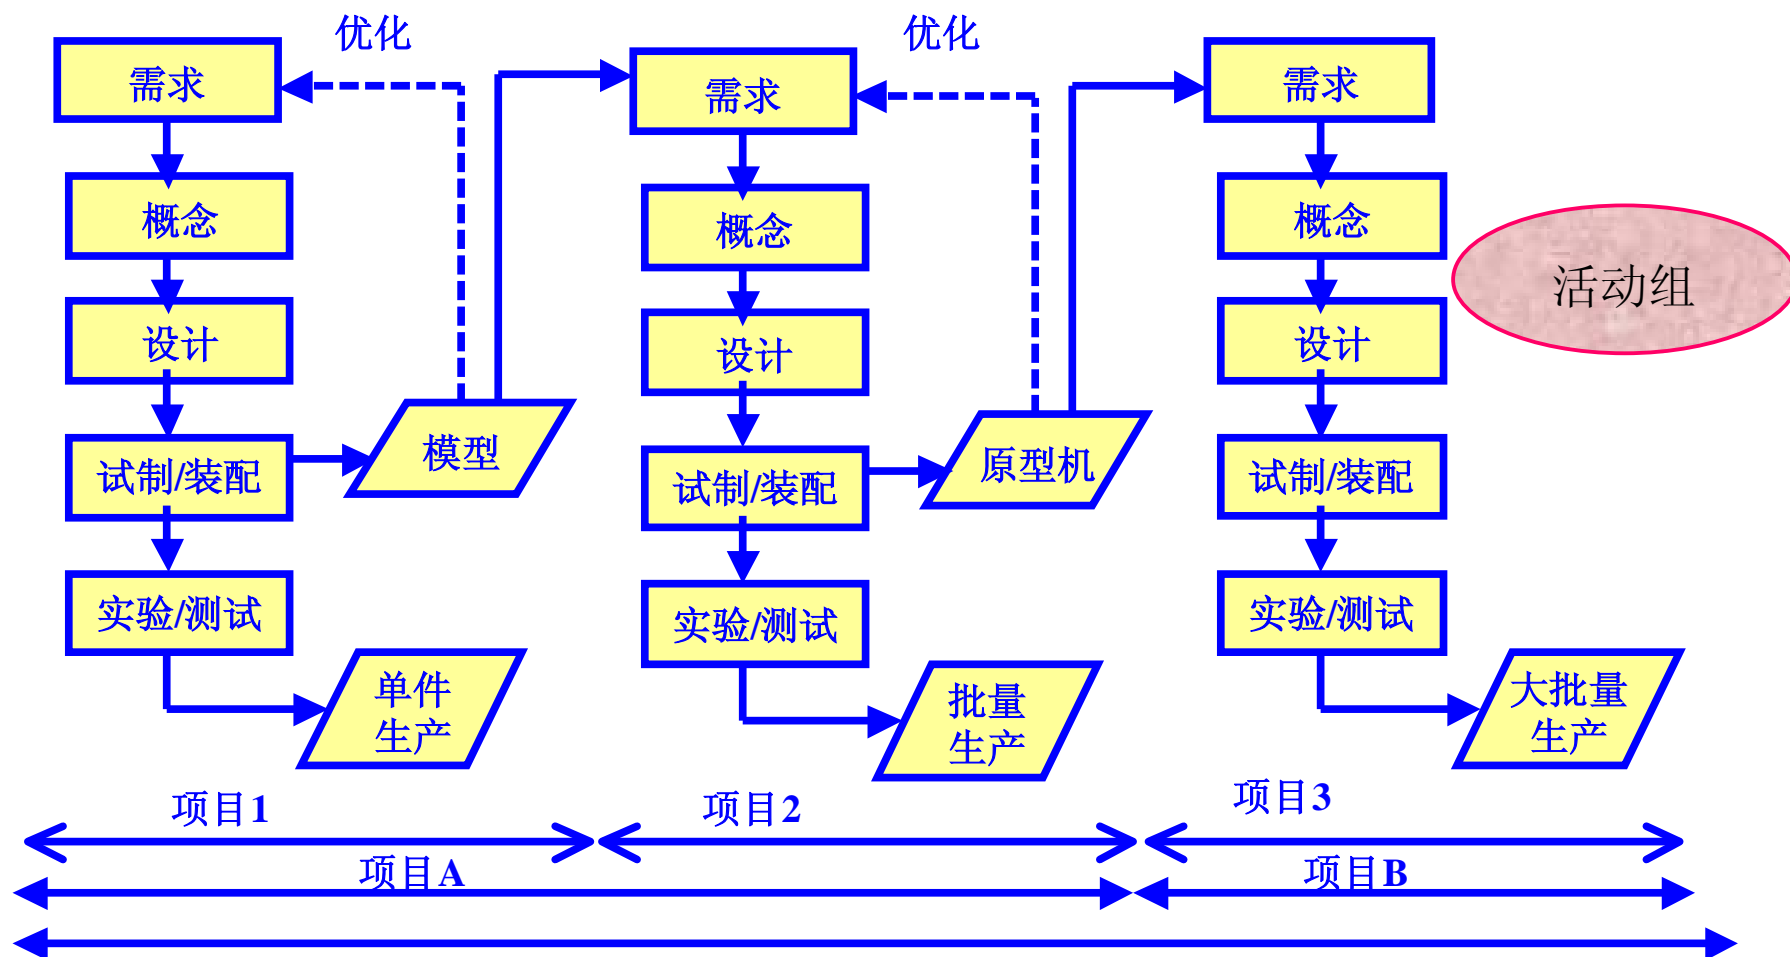 优化
优化
需求
概念
设计
试制/装配
实验/测试
模型
单件
生产
需求
概念
设计
试制/装配
实验/测试
原型机
批量
生产
需求
概念
设计
试制/装配
实验/测试
大批量
生产
活动组
项目1
项目2
项目3
项目A
项目B